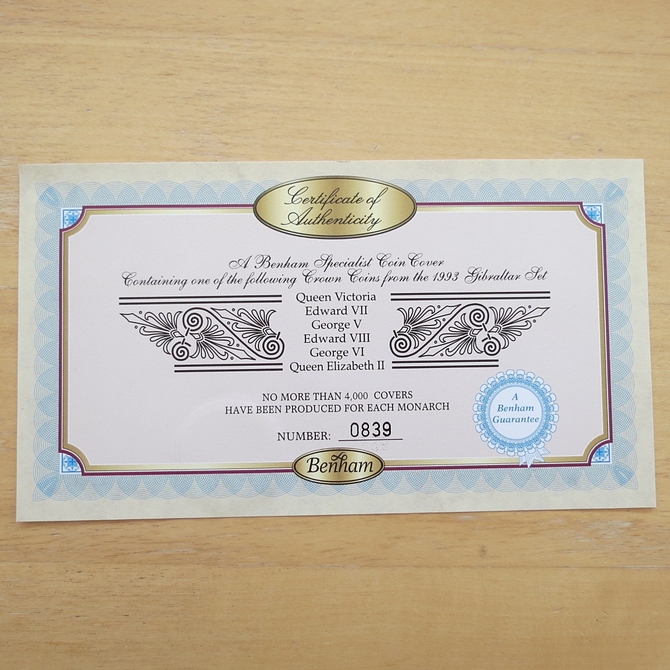 Certificate of
Authenticity
A Benham Specialist Coin Cover
Containing one of the following Crown Coins from the 1993 Gibraltar Set
Queen Victoria
Edward VII
George V
Edward VIII
George VI
Queen Elizabeth II
NO MORE THAN 4,000 COVERS
HAVE BEEN PRODUCED FOR EACH MONARCH
NUMBER: 0839
A
Benham
Guarantee
Benham